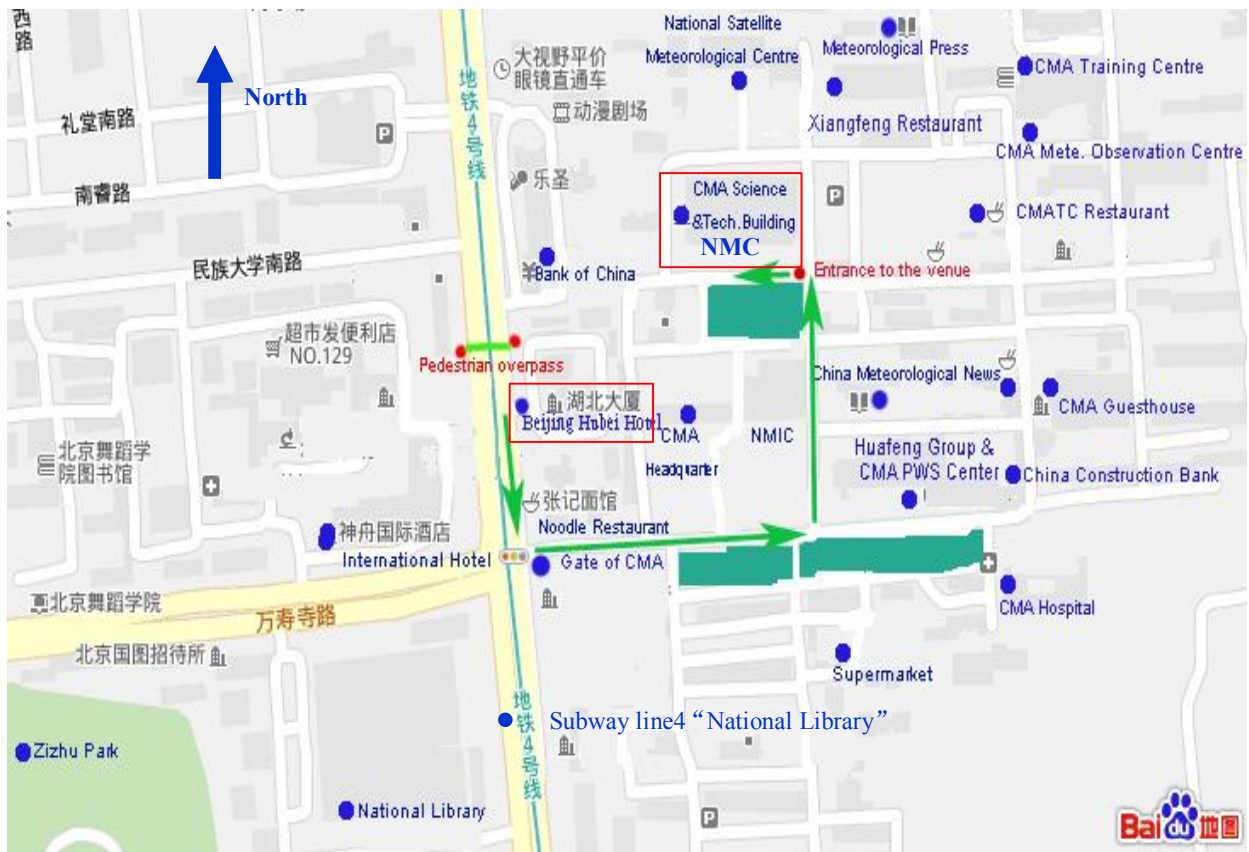 西
路
North
礼堂南路
南睿路
民族大学南路
地铁4号线
大视野平价
眼镜直通车
动漫剧场
乐圣
National Satellite
Meteorological Centre
Meteorological Press
CMA Training Centre
Xiangfeng Restaurant
CMA Mete. Observation Centre
CMA Science
&Tech.Building
NMC
CMATC Restaurant
Bank of China
Entrance to the venue
超市发便利店
NO.129
Pedestrian overpass
湖北大厦
Beijing Hubei Hotel
CMA
Headquarter
NMIC
China Meteorological News
CMA Guesthouse
Huafeng Group &
CMA PWS Center
China Construction Bank
北京舞蹈学
院图书馆
张记面馆
Noodle Restaurant
神舟国际酒店
International Hotel
Gate of CMA
北京舞蹈学院
万寿寺路
北京国图招待所
CMA Hospital
Supermarket
地铁4号线
Subway line4 “National Library”
Zizhu Park
National Library
P
P
P
Bai du 地图